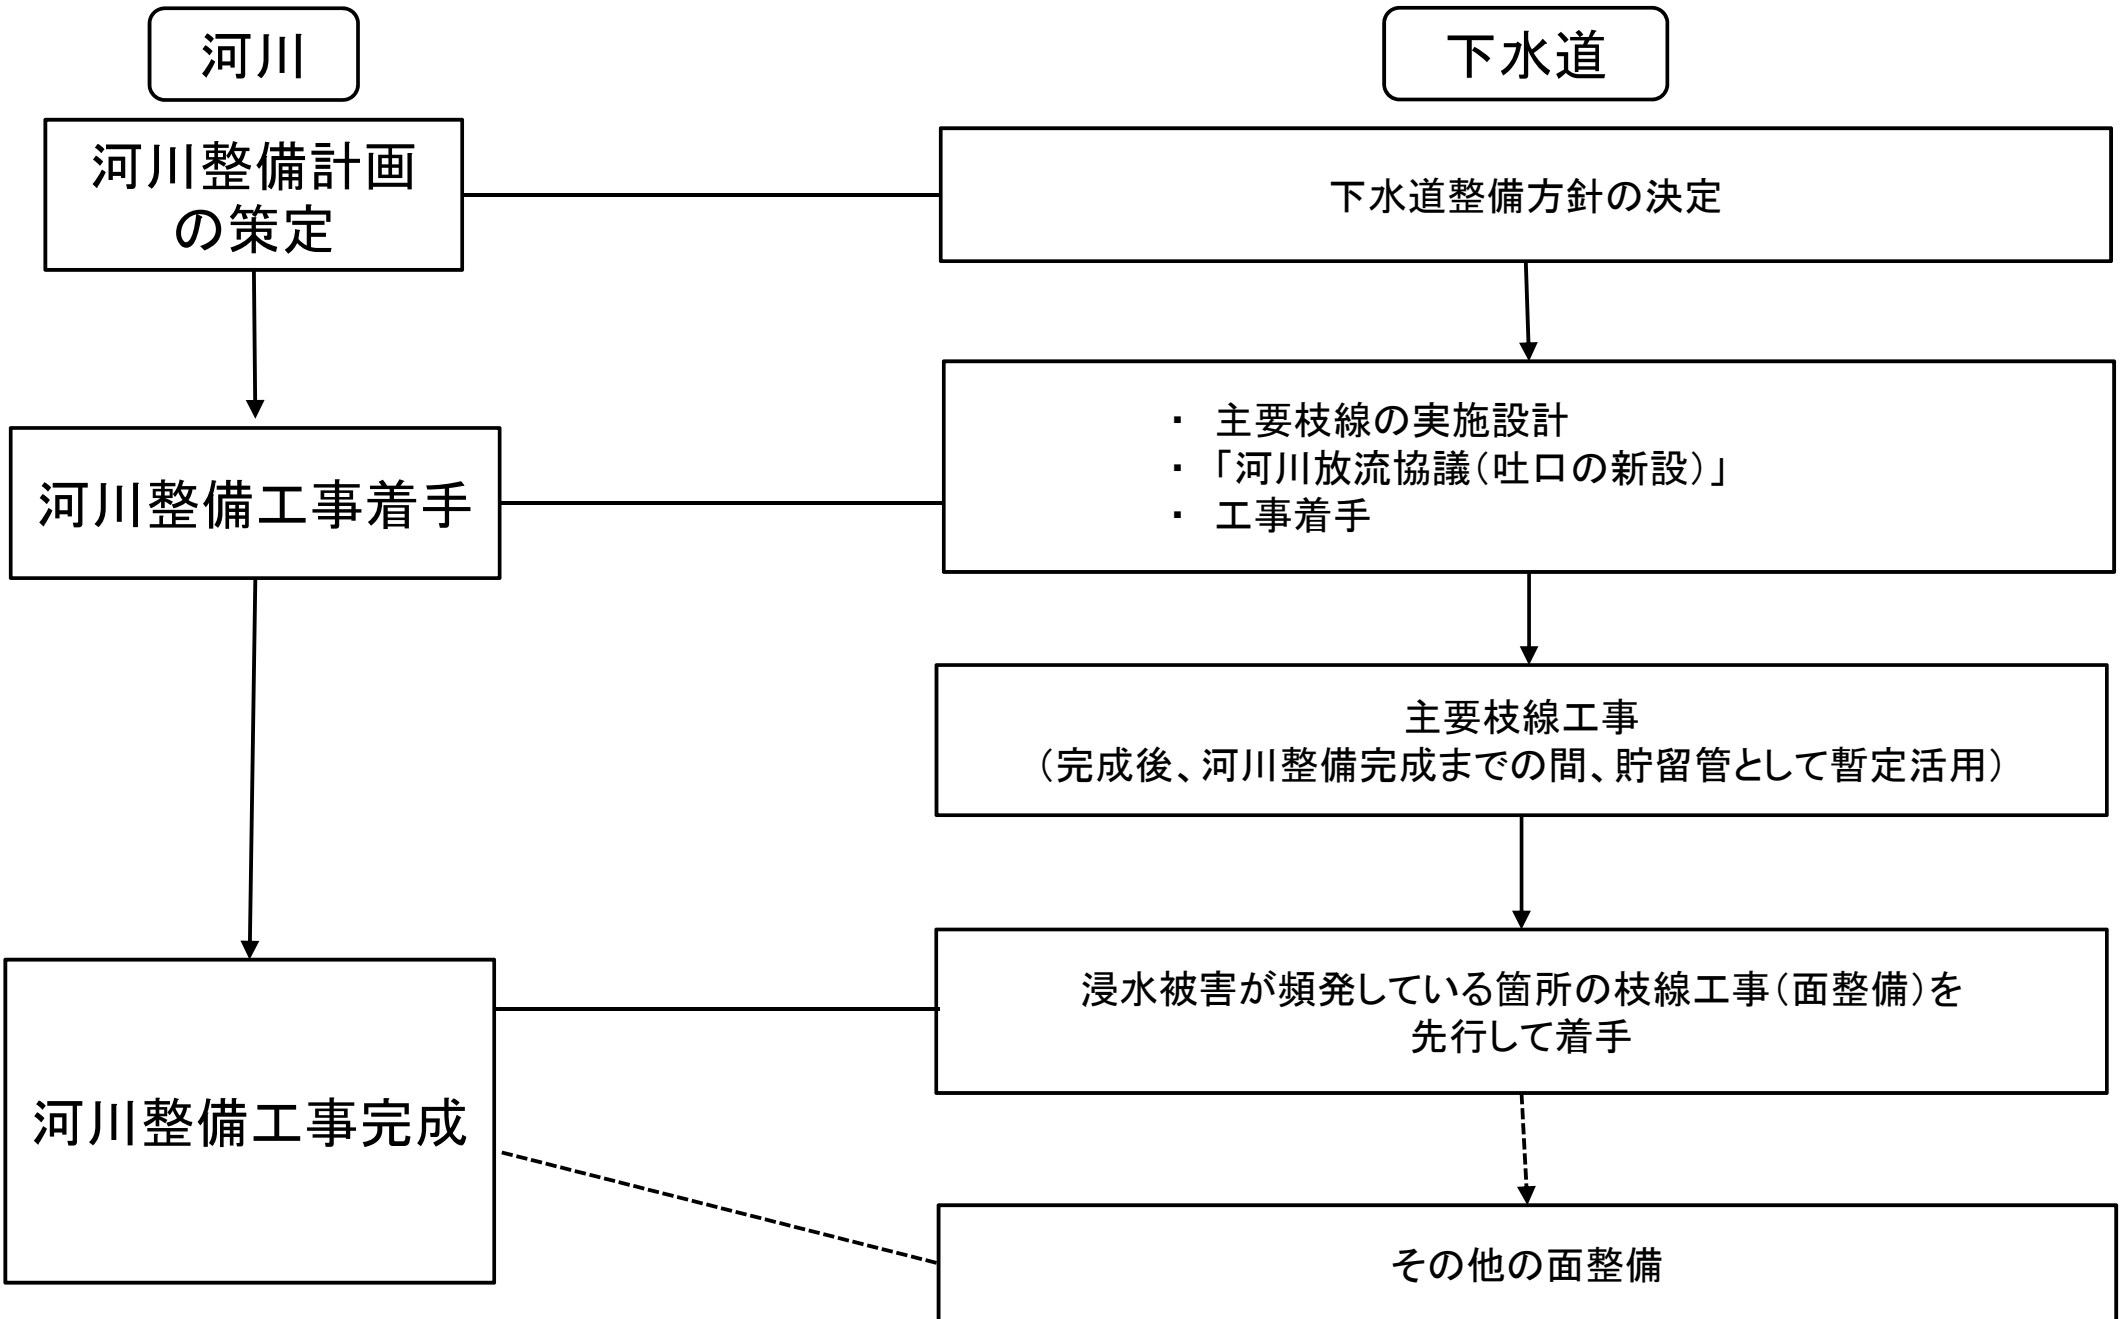 河川
下水道
河川整備計画
の策定
下水道整備方針の決定
・ 主要枝線の実施設計
・「河川放流協議（吐口の新設）」
・ 工事着手
河川整備工事着手
主要枝線工事
（完成後、河川整備完成までの間、貯留管として暫定活用）
浸水被害が頻発している箇所の枝線工事（面整備）を
先行して着手
河川整備工事完成
その他の面整備